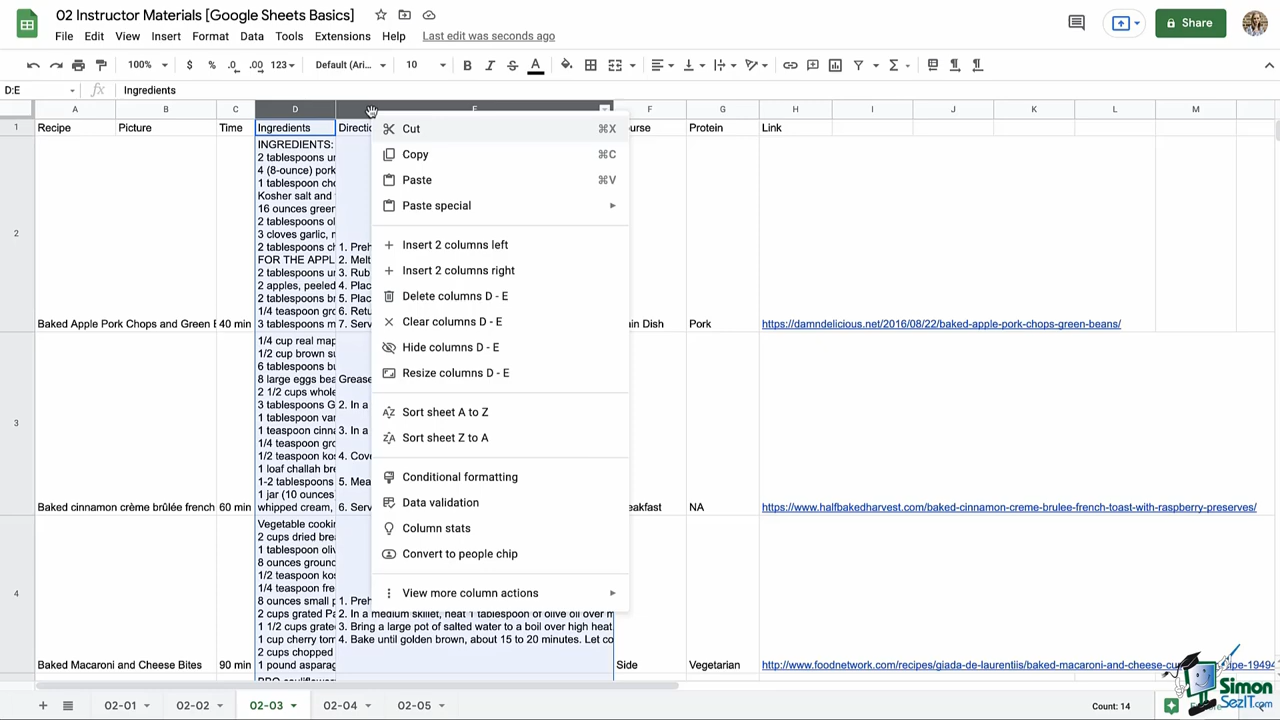 02 Instructor Materials [Google Sheets Basics]
File Edit View Insert Format Data Tools Extensions Help Last edit was seconds ago
Share
100% $ % .0 .00 123 Default (Ari... 10 B I S A
D:E fx Ingredients
A B C D E F G H I J K L M
1 Recipe Picture Time Ingredients Directio urse Protein Link
INGREDIENTS:
2 tablespoons ur
4 (8-ounce) pork
1 tablespoon cho
Kosher salt and
16 ounces green
2 tablespoons ol
3 cloves garlic, r
2 tablespoons ch 1. Preh
FOR THE APPL 2. Melt
2 tablespoons ur 3. Rub
2 apples, peeled 4. Plac
2 tablespoons br 5. Plac
1/4 teaspoon gro 6. Retu
2 Baked Apple Pork Chops and Green B 40 min 3 tablespoons m 7. Serv in Dish Pork https://damndelicious.net/2016/08/22/baked-apple-pork-chops-green-beans/
1/4 cup real map
1/2 cup brown su
6 tablespoons bu
8 large eggs bea Grease
2 1/2 cups whole
3 tablespoons G 2. In a
1 tablespoon var
1 teaspoon cinna 3. In a
1/4 teaspoon gro
1/2 teaspoon kos 4. Cove
1 loaf challah bre
1-2 tablespoons 5. Mea
1 jar (10 ounces
3 Baked cinnamon crème brûlée french 60 min whipped cream, 6. Serv eakfast NA https://www.halfbakedharvest.com/baked-cinnamon-creme-brulee-french-toast-with-raspberry-preserves/
Vegetable cookin
2 cups dried brea
1 tablespoon oliv
8 ounces ground
1/2 teaspoon kos
1/4 teaspoon fre
8 ounces small p 1. Preh
2 cups grated Pa 2. In a medium skillet, heat 1 tablespoon of olive oil over m
1 1/2 cups grate 3. Bring a large pot of salted water to a boil over high heat
1 cup cherry tom 4. Bake until golden brown, about 15 to 20 minutes. Let co
2 cups chopped
4 Baked Macaroni and Cheese Bites 90 min 1 pound asparag Side Vegetarian http://www.foodnetwork.com/recipes/giada-de-laurentiis/baked-macaroni-and-cheese-cu
Cut ⌘X
Copy ⌘C
Paste ⌘V
Paste special
Insert 2 columns left
Insert 2 columns right
Delete columns D - E
Clear columns D - E
Hide columns D - E
Resize columns D - E
Sort sheet A to Z
Sort sheet Z to A
Conditional formatting
Data validation
Column stats
Convert to people chip
View more column actions
02-01 02-02 02-03 02-04 02-05 Count: 14
Simon
SezIT.com